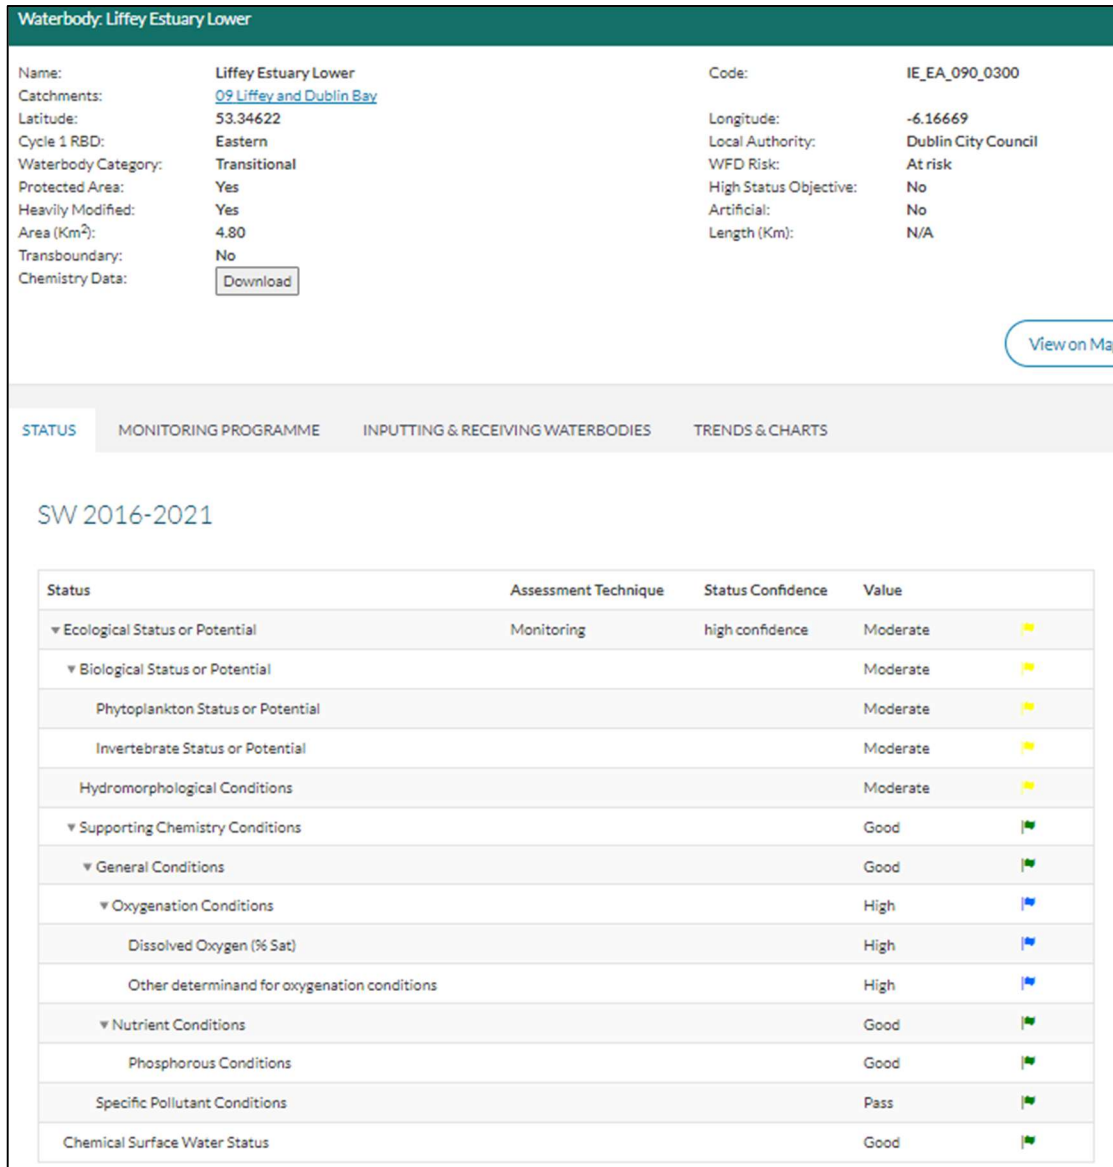 Waterbody: Liffey Estuary Lower
Name: Liffey Estuary Lower Code: IE_EA_090_0300
Catchments: 09 Liffey and Dublin Bay
Latitude: 53.34622 Longitude: -6.16669
Cycle 1 RBD: Eastern Local Authority: Dublin City Council
Waterbody Category: Transitional WFD Risk: At risk
Protected Area: Yes High Status Objective: No
Heavily Modified: Yes Artificial: No
Area (Km2): 4.80 Length (Km): N/A
Transboundary: No
Chemistry Data: Download
View on Ma
STATUS MONITORING PROGRAMME INPUTTING & RECEIVING WATERBODIES TRENDS & CHARTS
SW 2016-2021
Status Assessment Technique Status Confidence Value
Ecological Status or Potential Monitoring high confidence Moderate
Biological Status or Potential Moderate
Phytoplankton Status or Potential Moderate
Invertebrate Status or Potential Moderate
Hydromorphological Conditions Moderate
Supporting Chemistry Conditions Good
General Conditions Good
Oxygenation Conditions High
Dissolved Oxygen (% Sat) High
Other determinand for oxygenation conditions High
Nutrient Conditions Good
Phosphorous Conditions Good
Specific Pollutant Conditions Pass
Chemical Surface Water Status Good